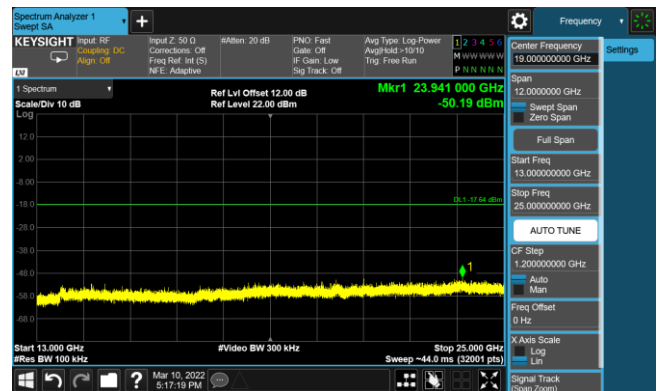 Spectrum Analyzer 1
Swept SA
+
Frequency
KEYSIGHT
Input: RF
Coupling: DC
Align: Off
Input Z: 50 Ω
Corrections: Off
Freq Ref: Int (S)
NFE: Adaptive
#Atten: 20 dB
PNO: Fast
Gate: Off
IF Gain: Low
Sig Track: Off
Avg Type: Log-Power
Avg|Hold:>10/10
Trig: Free Run
1 2 3 4 5 6
M W W W W W
P N N N N N
LXI
1 Spectrum
Scale/Div 10 dB
Log
Ref Lvl Offset 12.00 dB
Ref Level 22.00 dBm
Mkr1 23.941 000 GHz
-50.19 dBm
12.0
2.00
-8.00
-18.0
-28.0
-38.0
-48.0
-58.0
-68.0
DL1 -17.64 dBm
1
Start 13.000 GHz
#Res BW 100 kHz
#Video BW 300 kHz
Stop 25.000 GHz
Sweep ~44.0 ms (32001 pts)
Mar 10, 2022
5:17:19 PM
Center Frequency
19.000000000 GHz
Span
12.0000000 GHz
Swept Span
Zero Span
Full Span
Start Freq
13.000000000 GHz
Stop Freq
25.000000000 GHz
AUTO TUNE
CF Step
1.200000000 GHz
Auto
Man
Freq Offset
0 Hz
X Axis Scale
Log
Lin
Signal Track
(Span Zoom)
Settings